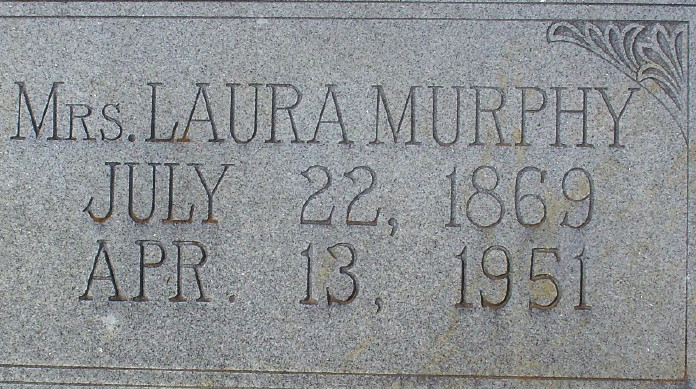 Mrs. LAURA MURPHY
JULY 22, 1869
APR. 13, 1951